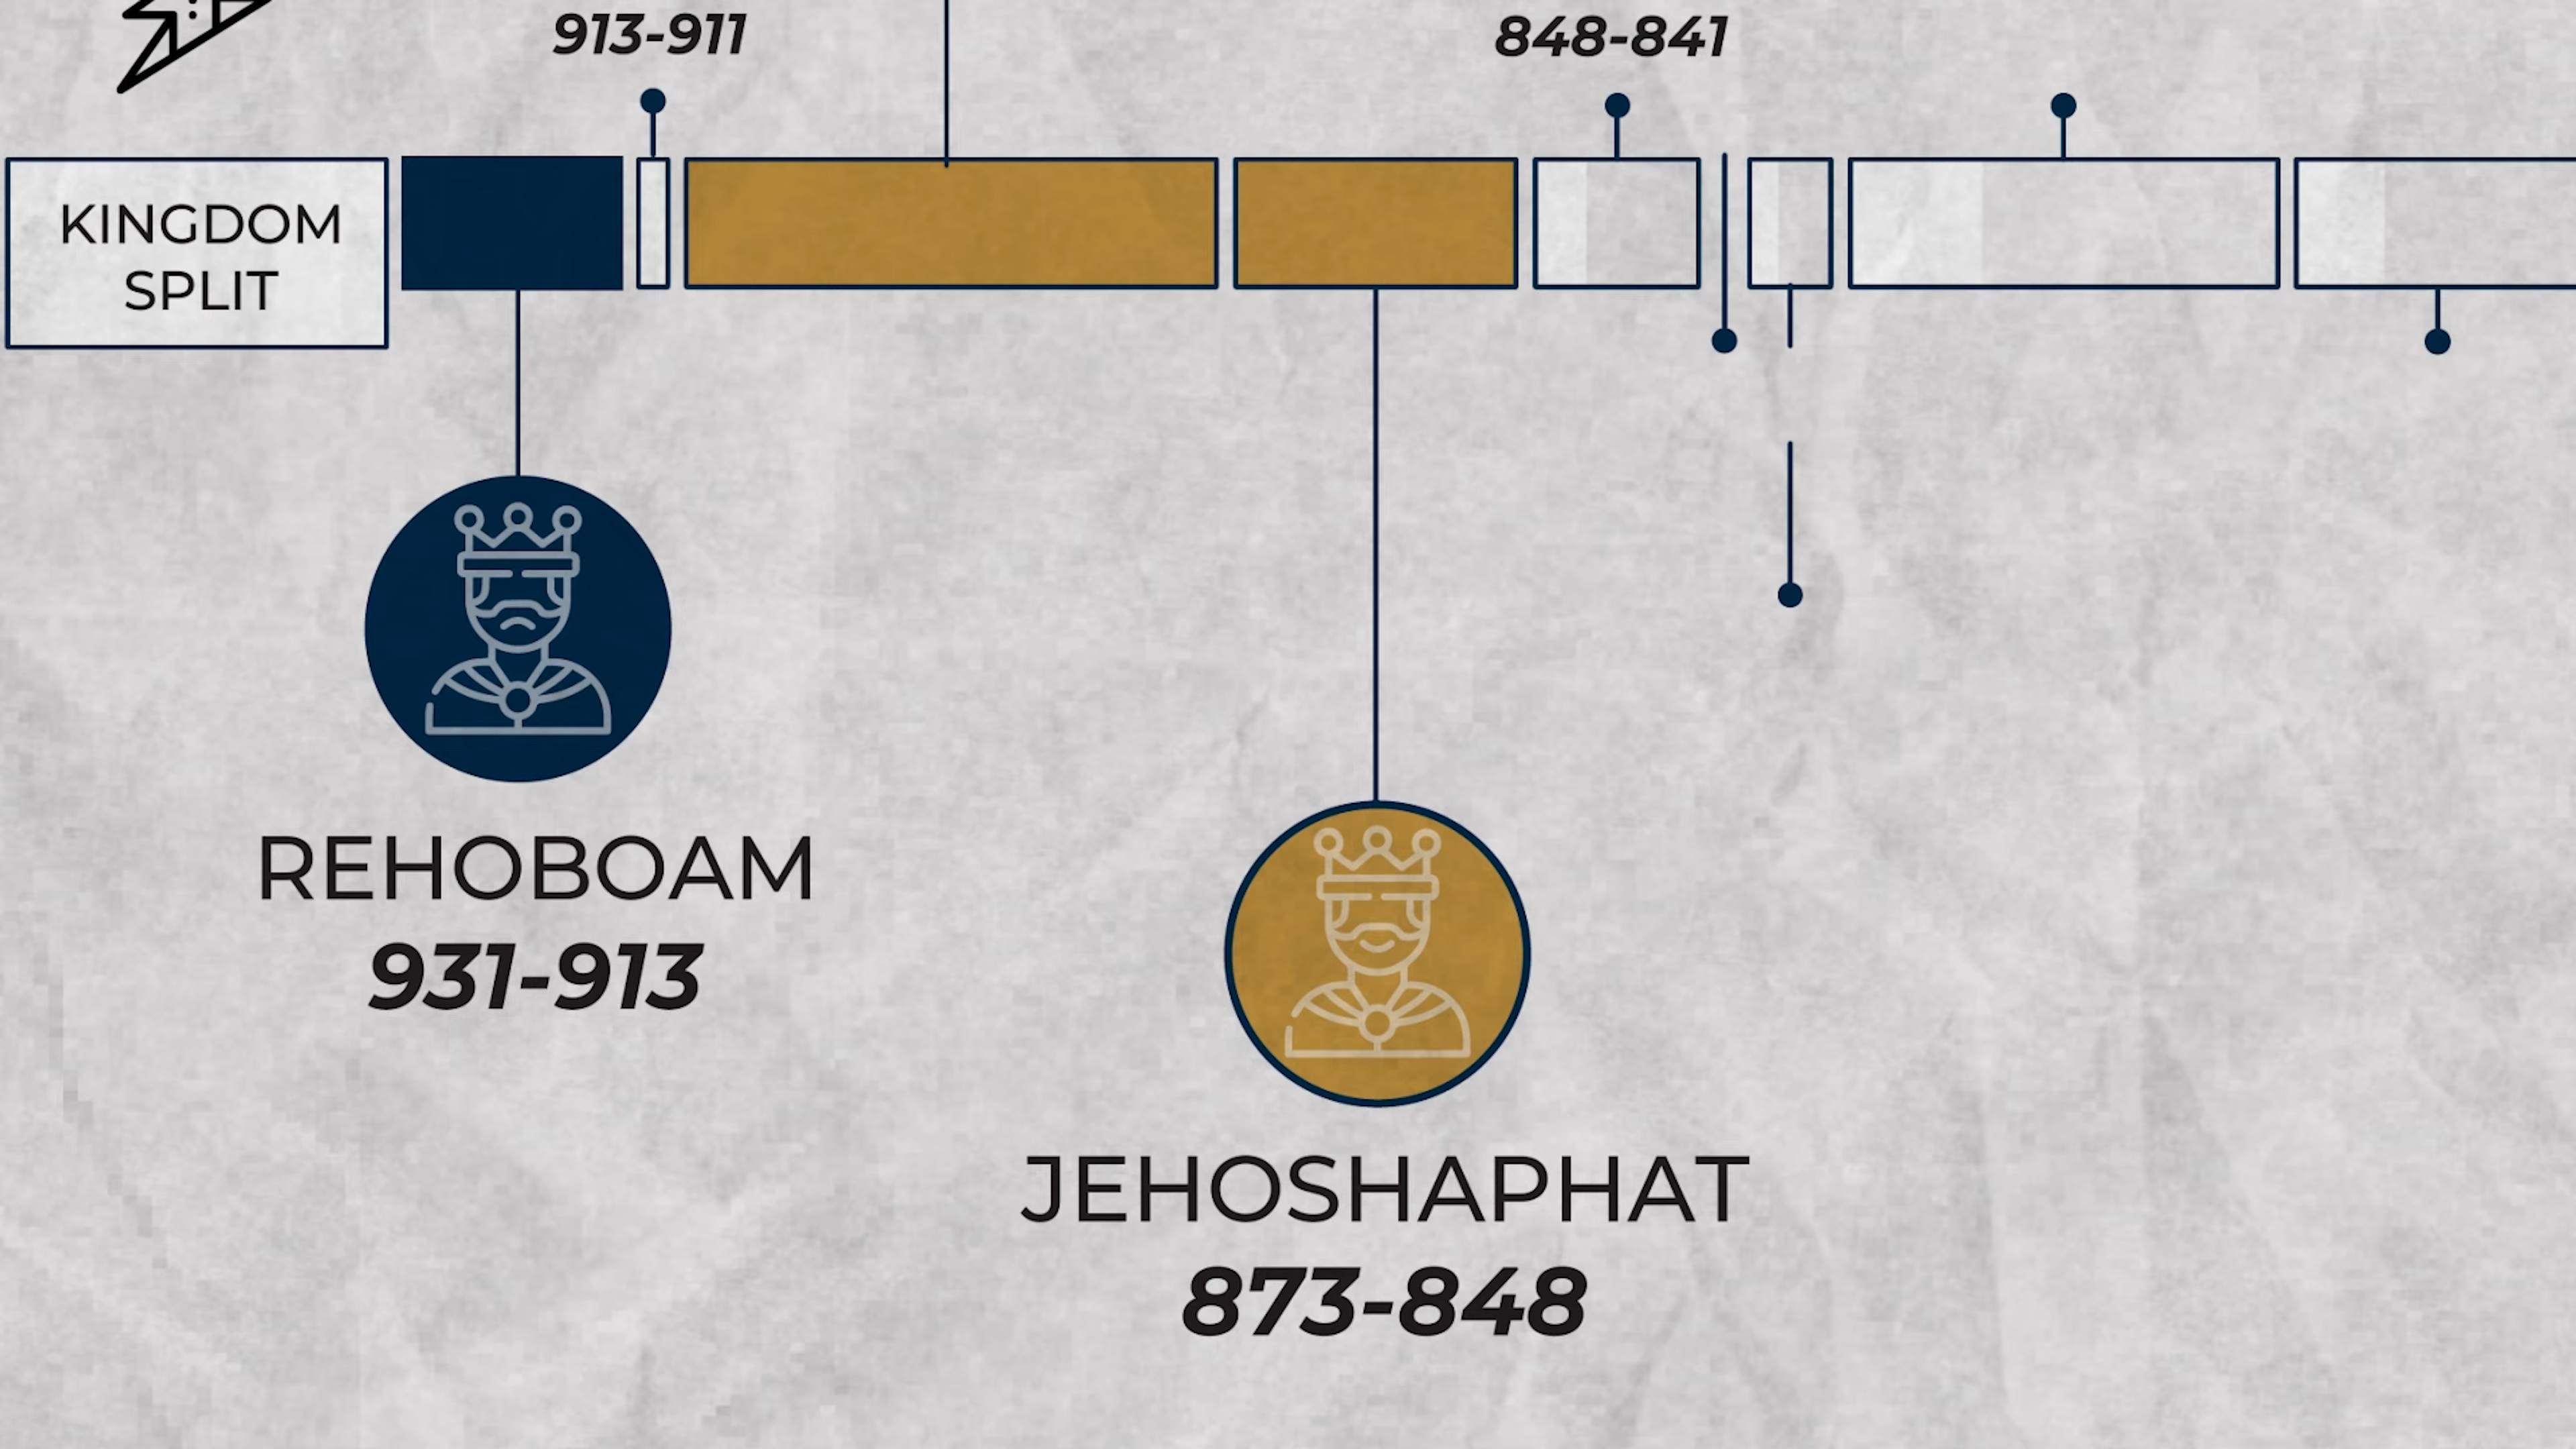 913-911
848-841
KINGDOM
SPLIT
REHOBOAM
931-913
JEHOSHAPHAT
873-848